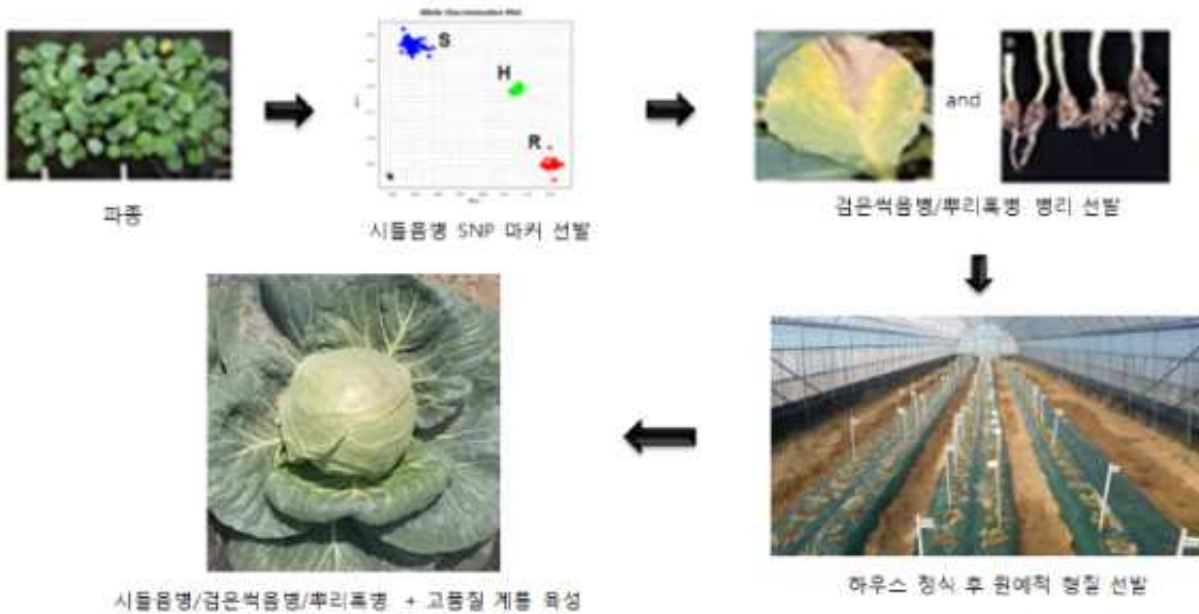 Allelic Discrimination Plot
S
H
R
and
파종
시들음병 SNP 마커 선발
검은썩음병/뿌리혹병 병리 선발
하우스 정식 후 원예적 형질 선발
시들음병/검은썩음병/뿌리혹병 + 고품질 계통 육성